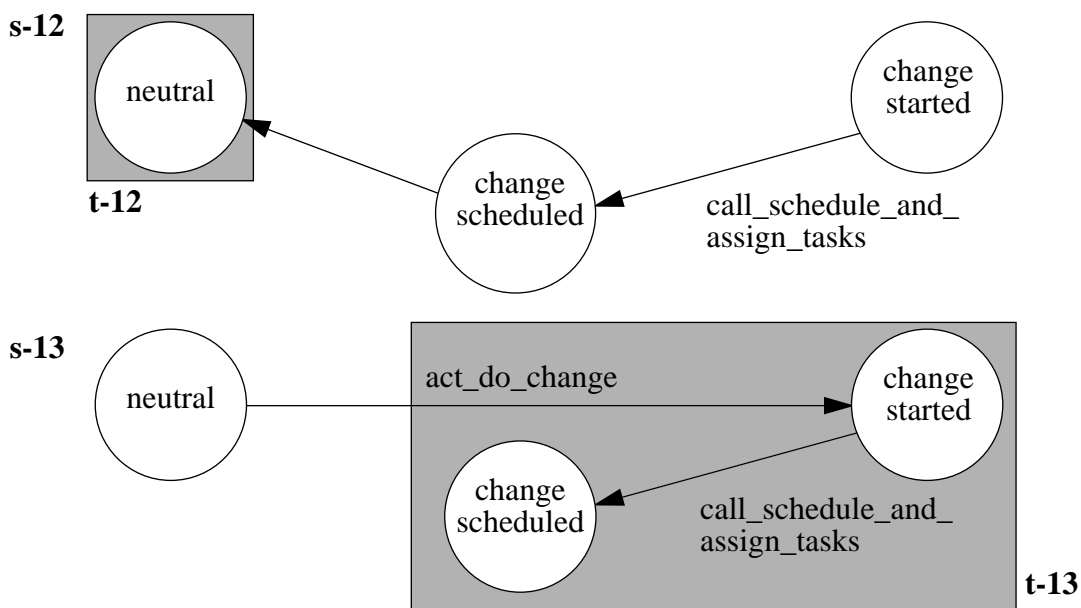 s-12
neutral
t-12
change
scheduled
change
started
call_schedule_and_
assign_tasks
s-13
neutral
act_do_change
change
started
change
scheduled
call_schedule_and_
assign_tasks
t-13